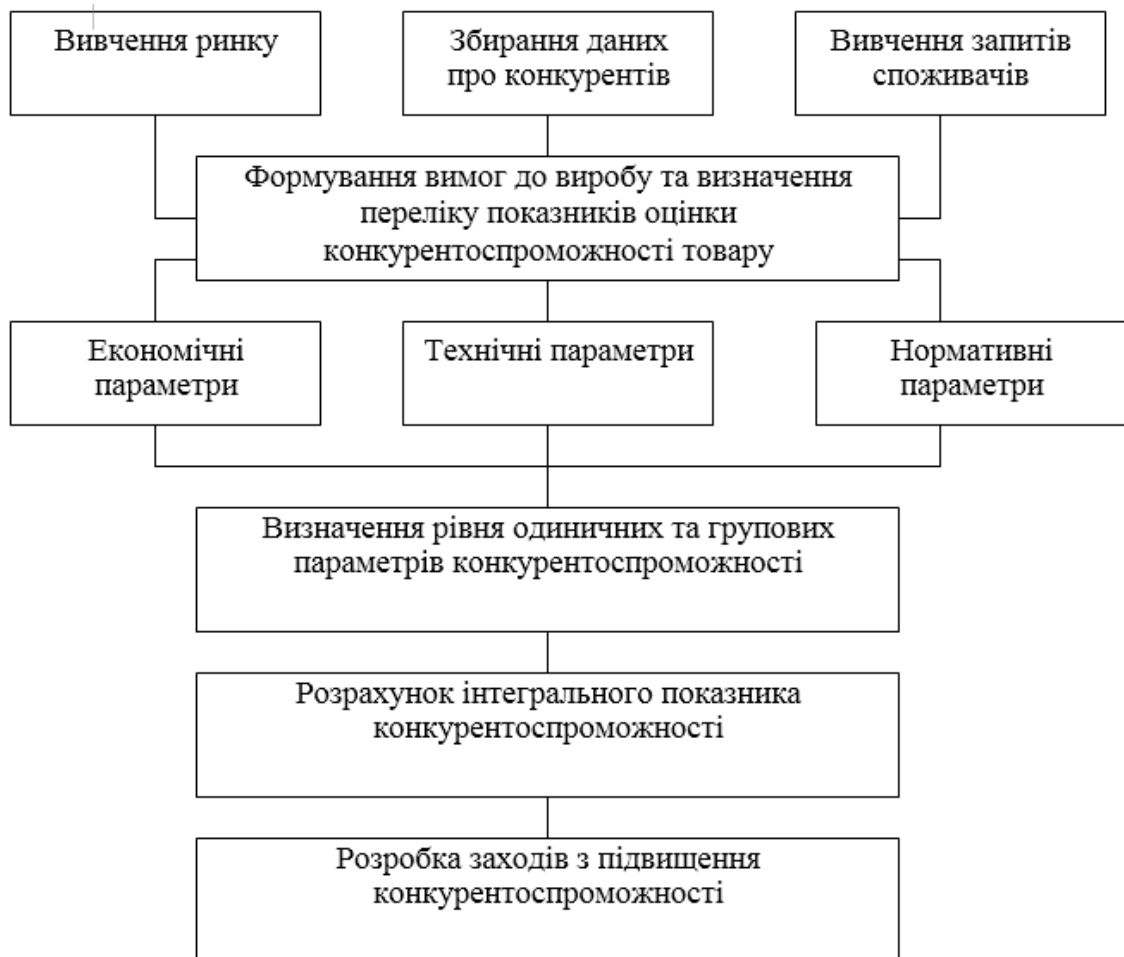 Вивчення ринку
Збирання даних
про конкурентів
Вивчення запитів
споживачів
Формування вимог до виробу та визначення
переліку показників оцінки
конкурентоспроможності товару
Економічні
параметри
Технічні параметри
Нормативні
параметри
Визначення рівня одиничних та групових
параметрів конкурентоспроможності
Розрахунок інтегрального показника
конкурентоспроможності
Розробка заходів з підвищення
конкурентоспроможності